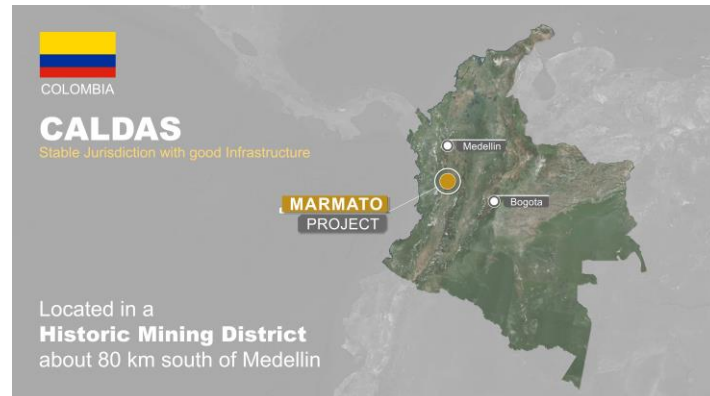 COLOMBIA
CALDAS
Stable Jurisdiction with good Infrastructure
Medellin
MARMATO
PROJECT
Bogota
Located in a
Historic Mining District
about 80 km south of Medellin